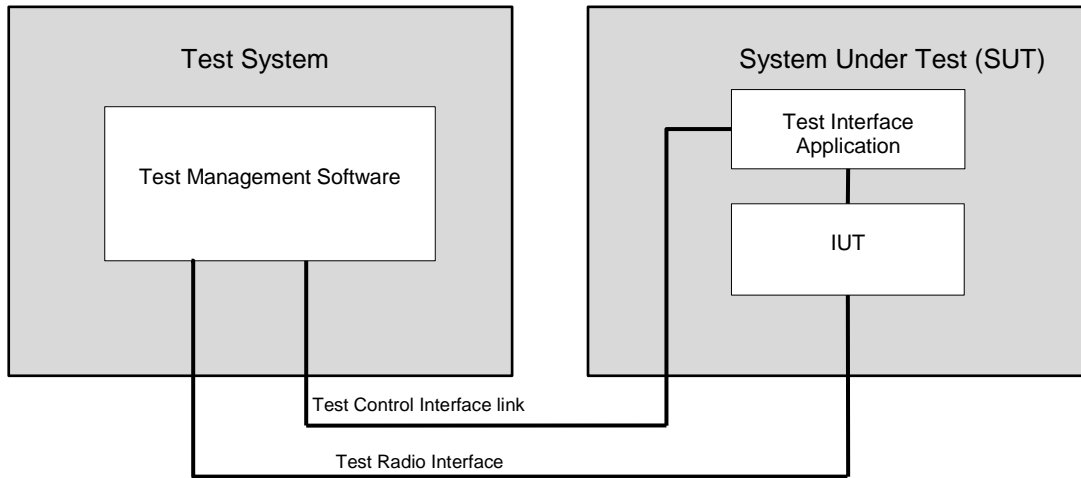 Test System
System Under Test (SUT)
Test Interface
Application
Test Management Software
IUT
Test Control Interface link
Test Radio Interface